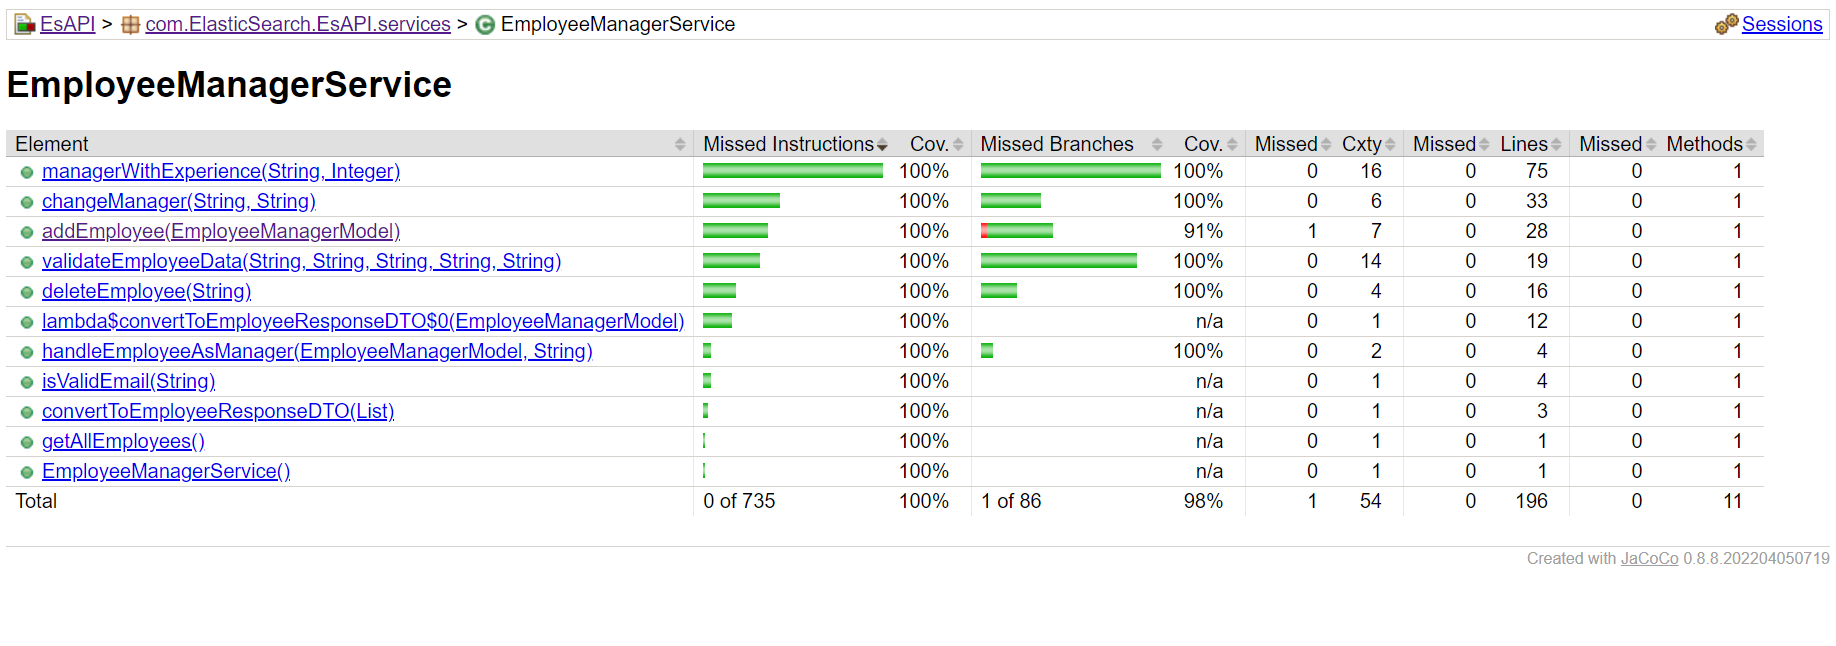 EsAPI > com.ElasticSearch.EsAPI.services > EmployeeManagerService Sessions
EmployeeManagerService
Element Missed Instructions Cov. Missed Branches Cov. Missed Cxty Missed Lines Missed Methods
managerWithExperience(String, Integer) 100% 100% 0 16 0 75 0 1
changeManager(String, String) 100% 100% 0 6 0 33 0 1
addEmployee(EmployeeManagerModel) 100% 91% 1 7 0 28 0 1
validateEmployeeData(String, String, String, String, String) 100% 100% 0 14 0 19 0 1
deleteEmployee(String) 100% 100% 0 4 0 16 0 1
lambda$convertToEmployeeResponseDTO$0(EmployeeManagerModel) 100% n/a 0 1 0 12 0 1
handleEmployeeAsManager(EmployeeManagerModel, String) 100% 100% 0 2 0 4 0 1
isValidEmail(String) 100% n/a 0 1 0 4 0 1
convertToEmployeeResponseDTO(List) 100% n/a 0 1 0 3 0 1
getAllEmployees() 100% n/a 0 1 0 1 0 1
EmployeeManagerService() 100% n/a 0 1 0 1 0 1
Total 0 of 735 100% 1 of 86 98% 1 54 0 196 0 11
Created with JaCoCo 0.8.8.202204050719